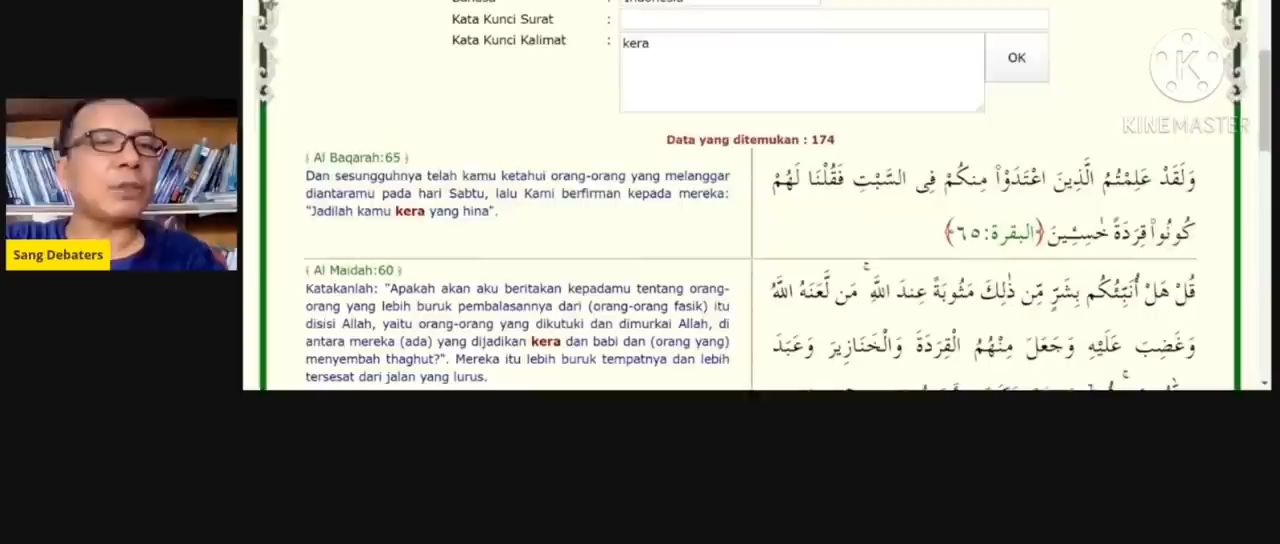 Kata Kunci Surat :
Kata Kunci Kalimat : kera
OK
KINEMASTER
Data yang ditemukan : 174
{ Al Baqarah:65 }
Dan sesungguhnya telah kamu ketahui orang-orang yang melanggar
diantaramu pada hari Sabtu, lalu Kami berfirman kepada mereka:
"Jadilah kamu kera yang hina".
وَلَقَدْ عَلِمْتُمُ الَّذِينَ اعْتَدَوْاْ مِنكُمْ فِى السَّبْتِ فَقُلْنَا لَهُمْ
كُونُواْ قِرَدَةً خَٰسِـِٔينَ ﴿البقرة:٦٥﴾
{ Al Maidah:60 }
Katakanlah: "Apakah akan aku beritakan kepadamu tentang orang-
orang yang lebih buruk pembalasannya dari (orang-orang fasik) itu
disisi Allah, yaitu orang-orang yang dikutuki dan dimurkai Allah, di
antara mereka (ada) yang dijadikan kera dan babi dan (orang yang)
menyembah thaghut?". Mereka itu lebih buruk tempatnya dan lebih
tersesat dari jalan yang lurus.
قُلْ هَلْ أُنَبِّئُكُم بِشَرٍّ مِّن ذَٰلِكَ مَثُوبَةً عِندَ اللَّهِ ۚ مَن لَّعَنَهُ اللَّهُ
وَغَضِبَ عَلَيْهِ وَجَعَلَ مِنْهُمُ الْقِرَدَةَ وَالْخَنَازِيرَ وَعَبَدَ
Sang Debaters